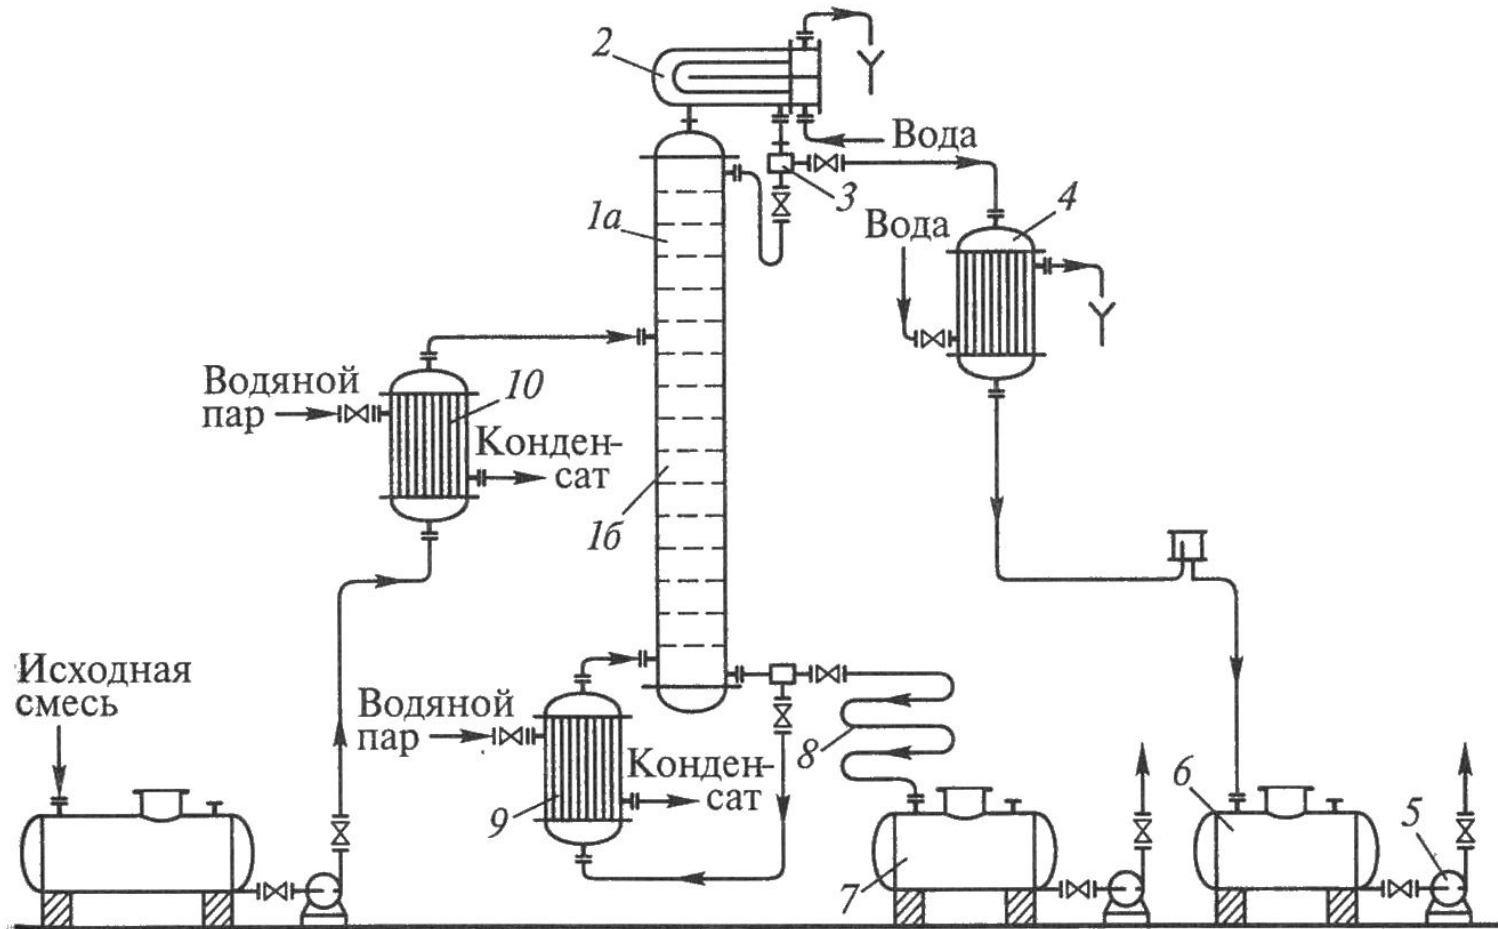 2
Вода
3
1а
Вода
4
Водяной
пар
10
Конден-
сат
1б
Исходная
смесь
Водяной
пар
Конден-
сат
9
8
7
6
5